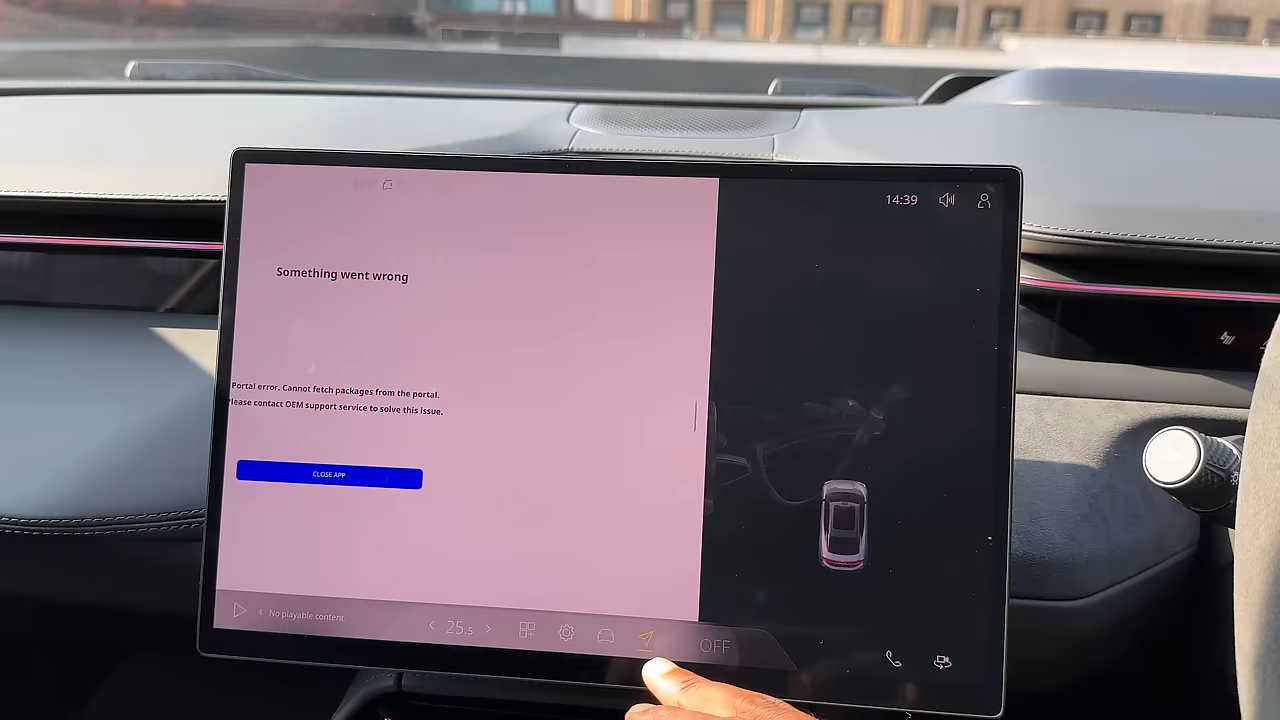 14:39
Something went wrong
Portal error. Cannot fetch packages from the portal.
Please contact OEM support service to solve this issue.
CLOSE APP
No playable content.
25.5
OFF